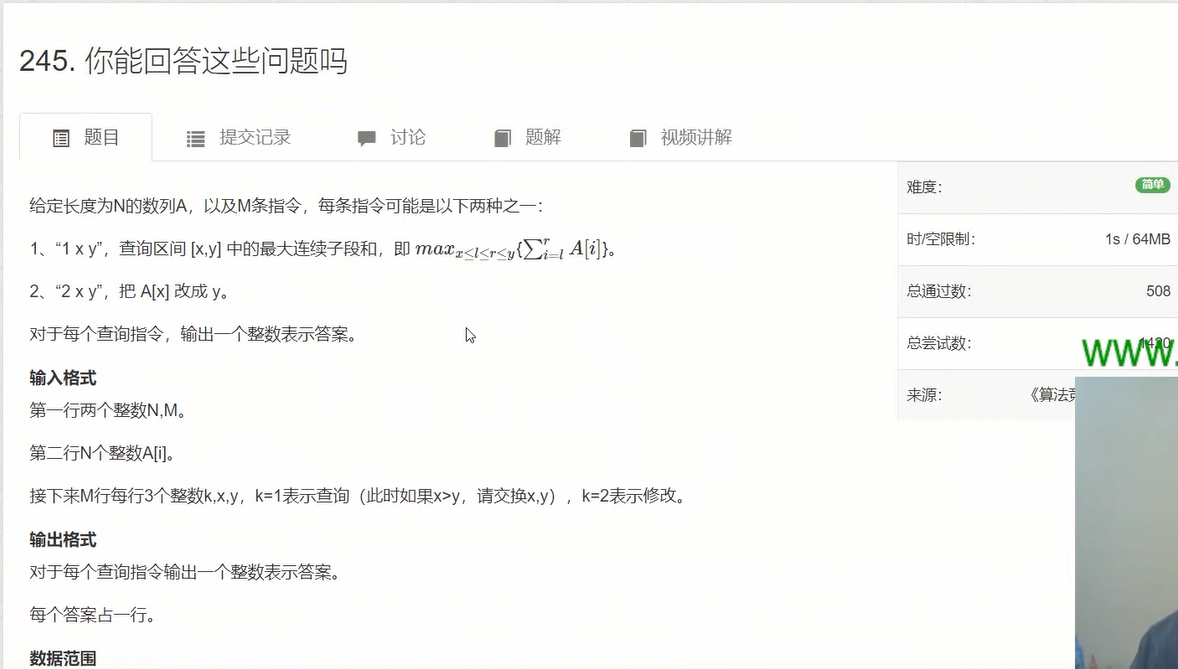 245. 你能回答这些问题吗
题目 提交记录 讨论 题解 视频讲解
给定长度为N的数列A，以及M条指令，每条指令可能是以下两种之一：
1、“1 x y”，查询区间 [x,y] 中的最大连续子段和，即 max_{x≤l≤r≤y}{∑_{i=l}^{r} A[i]}。
2、“2 x y”，把 A[x] 改成 y。
对于每个查询指令，输出一个整数表示答案。
输入格式
第一行两个整数N,M。
第二行N个整数A[i]。
接下来M行每行3个整数k,x,y，k=1表示查询（此时如果x>y，请交换x,y），k=2表示修改。
输出格式
对于每个查询指令输出一个整数表示答案。
每个答案占一行。
数据范围
难度： 简单
时/空限制： 1s / 64MB
总通过数： 508
总尝试数： 1420
WWW.
来源： 《算法竞